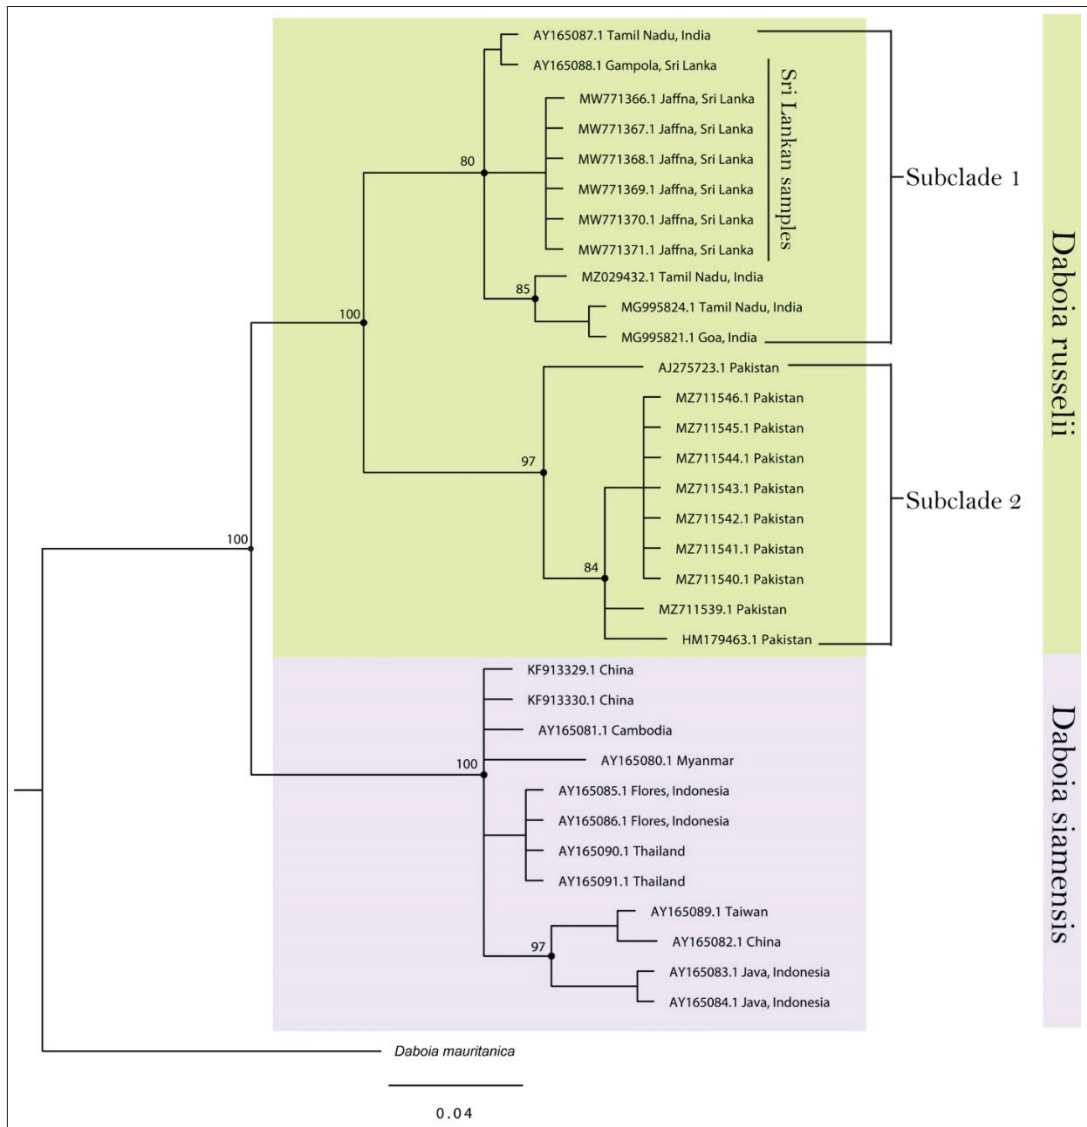 AY165087.1 Tamil Nadu, India
AY165088.1 Gampola, Sri Lanka
MW771366.1 Jaffna, Sri Lanka
MW771367.1 Jaffna, Sri Lanka
80
MW771368.1 Jaffna, Sri Lanka
MW771369.1 Jaffna, Sri Lanka
MW771370.1 Jaffna, Sri Lanka
MW771371.1 Jaffna, Sri Lanka
Sri Lankan samples
Subclade 1
MZ029432.1 Tamil Nadu, India
85
MG995824.1 Tamil Nadu, India
100
MG995821.1 Goa, India
Daboia russelii
AJ275723.1 Pakistan
MZ711546.1 Pakistan
MZ711545.1 Pakistan
MZ711544.1 Pakistan
97
MZ711543.1 Pakistan
Subclade 2
MZ711542.1 Pakistan
100
MZ711541.1 Pakistan
84
MZ711540.1 Pakistan
MZ711539.1 Pakistan
HM179463.1 Pakistan
KF913329.1 China
KF913330.1 China
AY165081.1 Cambodia
100
AY165080.1 Myanmar
AY165085.1 Flores, Indonesia
AY165086.1 Flores, Indonesia
AY165090.1 Thailand
AY165091.1 Thailand
Daboia siamensis
AY165089.1 Taiwan
97
AY165082.1 China
AY165083.1 Java, Indonesia
AY165084.1 Java, Indonesia
Daboia mauritanica
0.04